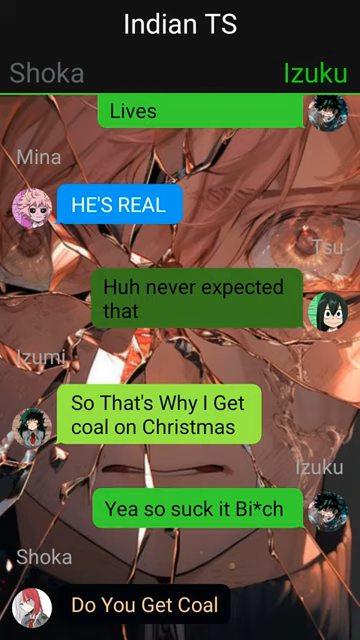 Indian TS
Shoka Izuku
Lives
Mina
HE'S REAL
Tsu
Huh never expected
that
Izumi
So That's Why I Get
coal on Christmas
Izuku
Yea so suck it Bi*ch
Shoka
Do You Get Coal